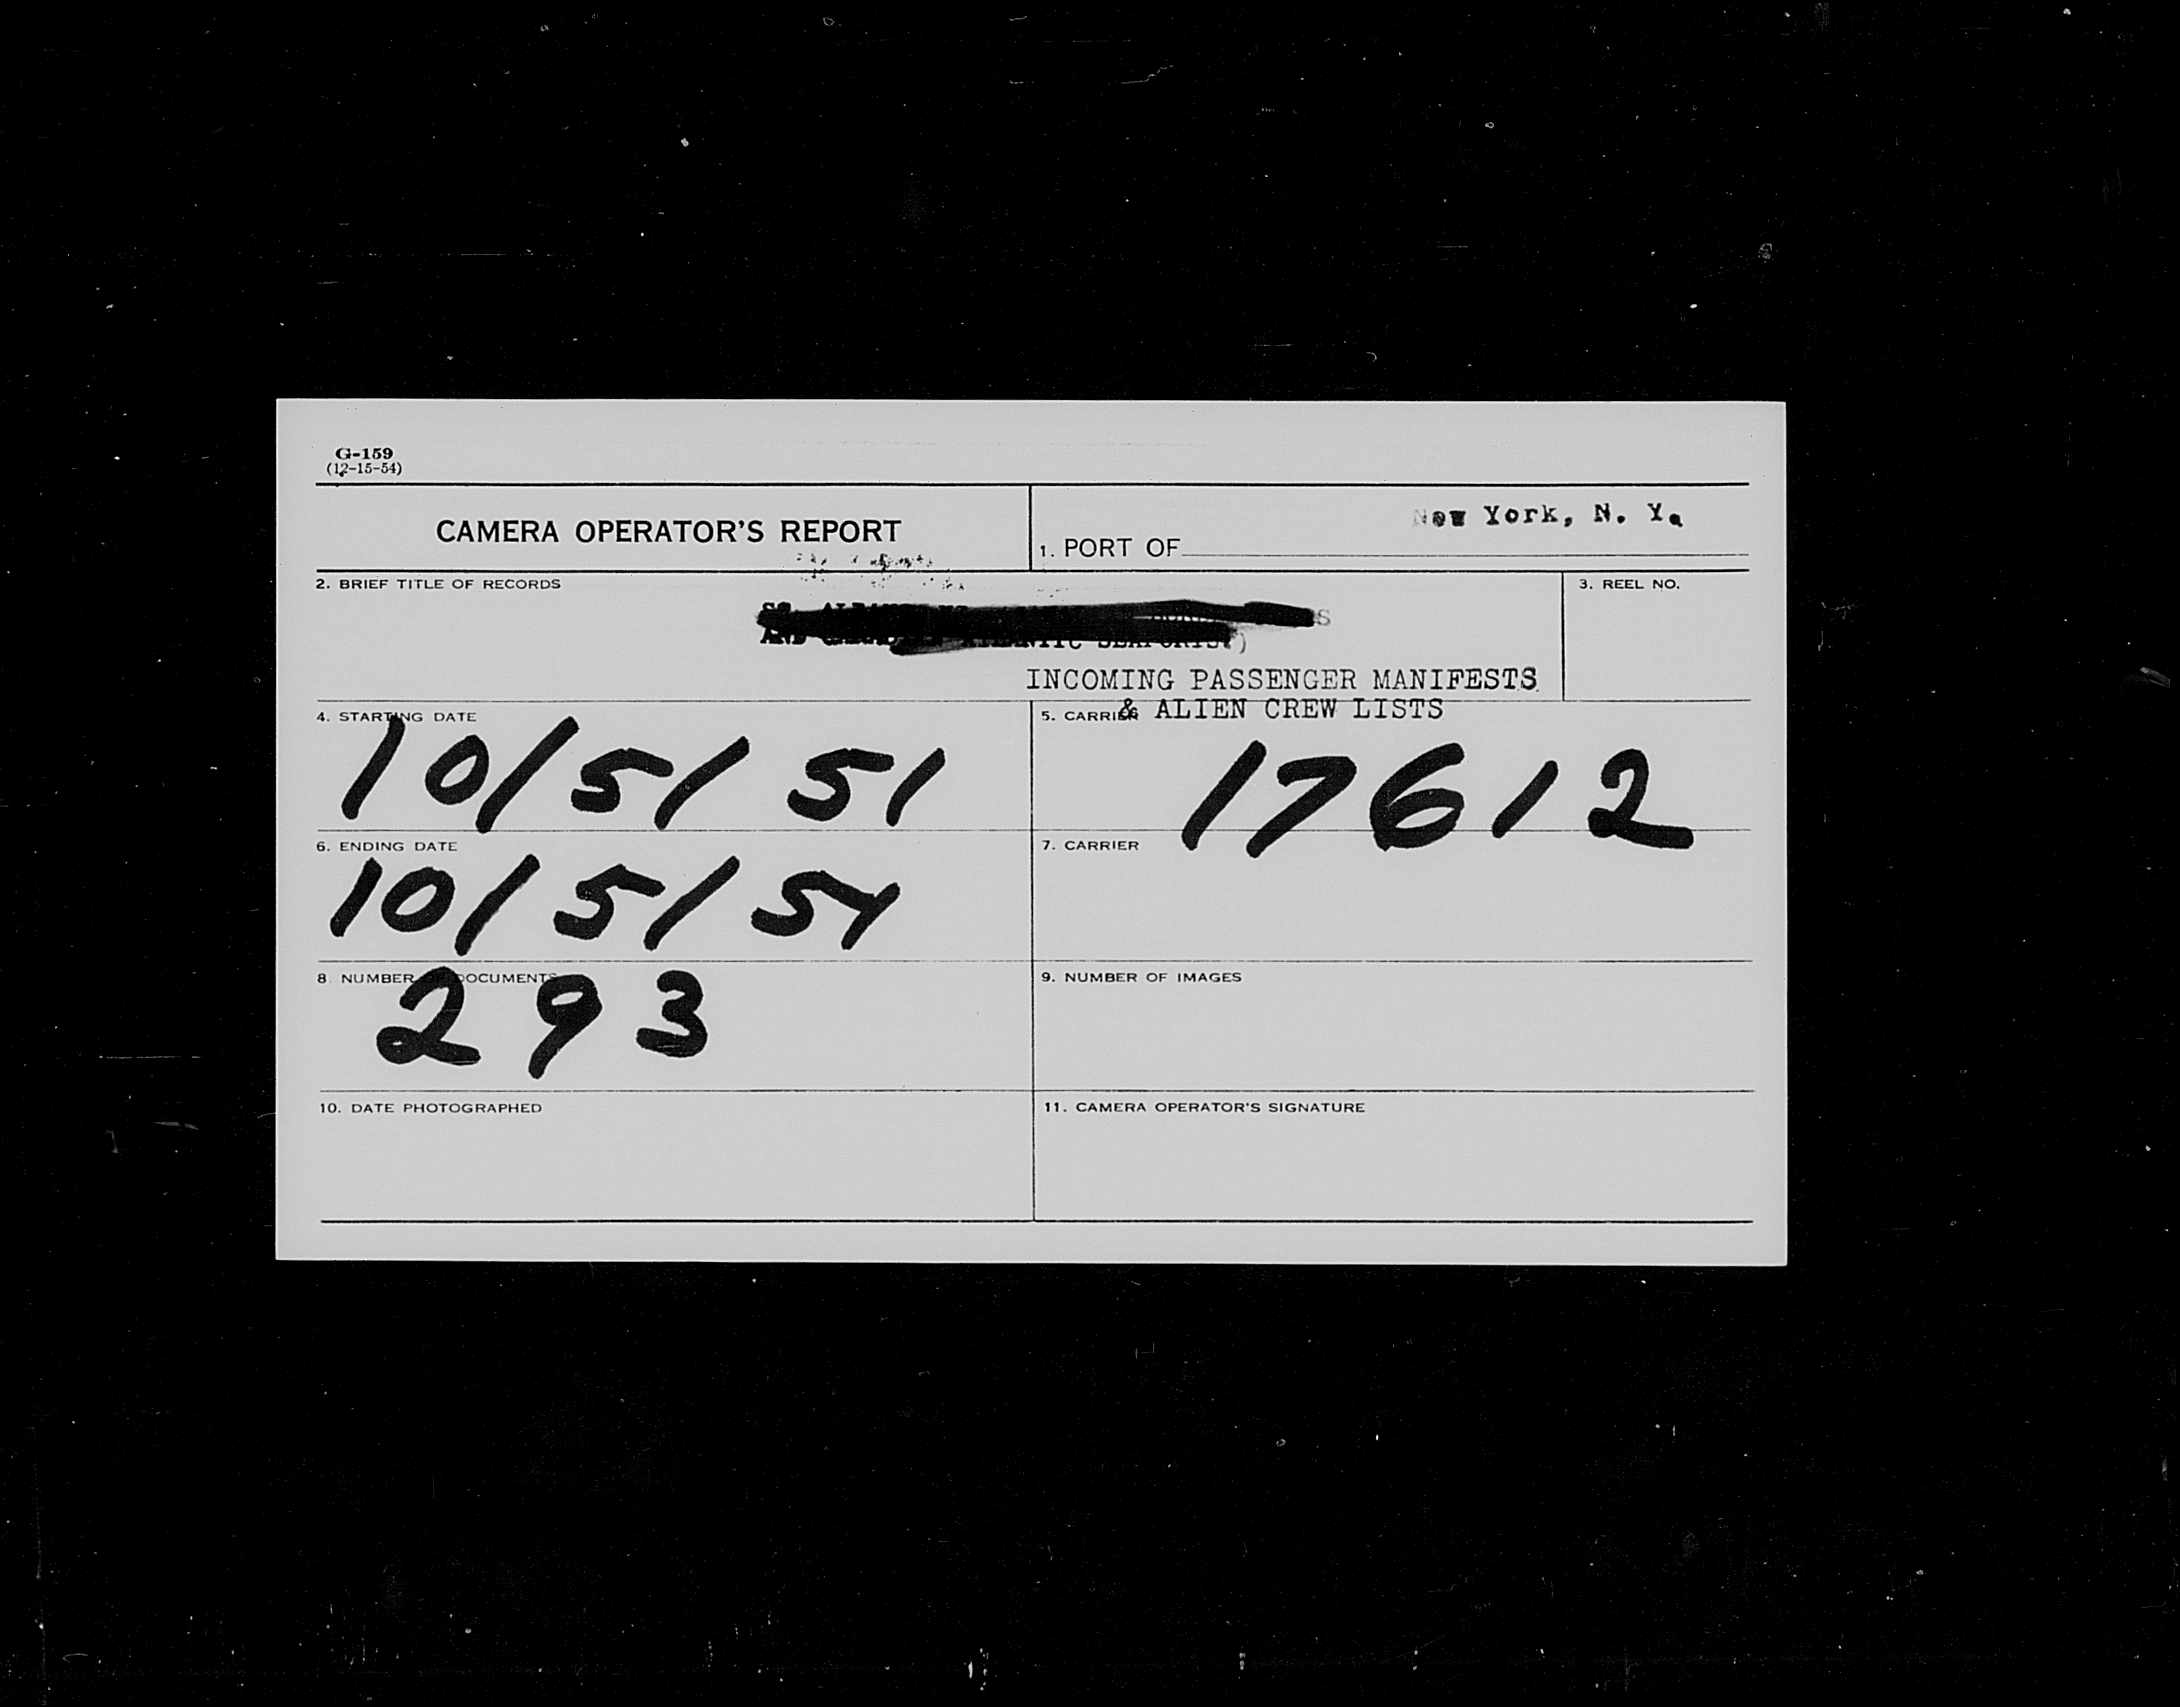 G-159
(12-15-54)
CAMERA OPERATOR'S REPORT
1. PORT OF New York, N. Y.
2. BRIEF TITLE OF RECORDS
3. REEL NO.
INCOMING PASSENGER MANIFESTS
& ALIEN CREW LISTS
4. STARTING DATE
10/5/51
5. CARRIER
17612
6. ENDING DATE
10/5/51
7. CARRIER
8. NUMBER OF DOCUMENTS
293
9. NUMBER OF IMAGES
10. DATE PHOTOGRAPHED
11. CAMERA OPERATOR'S SIGNATURE